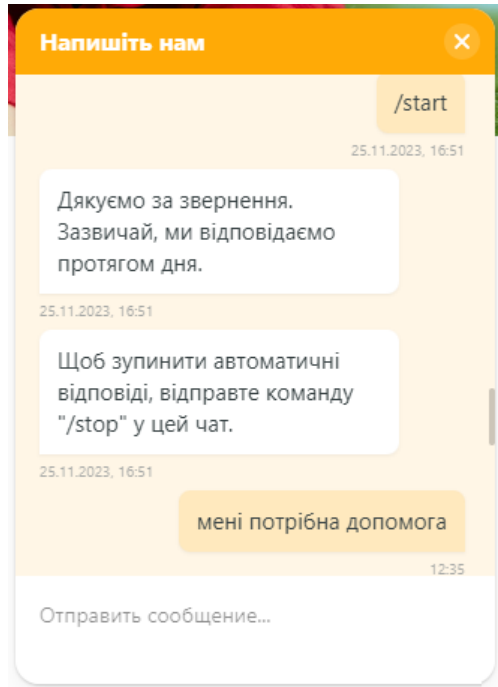 Напишіть нам
/start
25.11.2023, 16:51
Дякуємо за звернення.
Зазвичай, ми відповідаємо
протягом дня.
25.11.2023, 16:51
Щоб зупинити автоматичні
відповіді, відправте команду
"/stop" у цей чат.
25.11.2023, 16:51
мені потрібна допомога
12:35
Отправить сообщение...